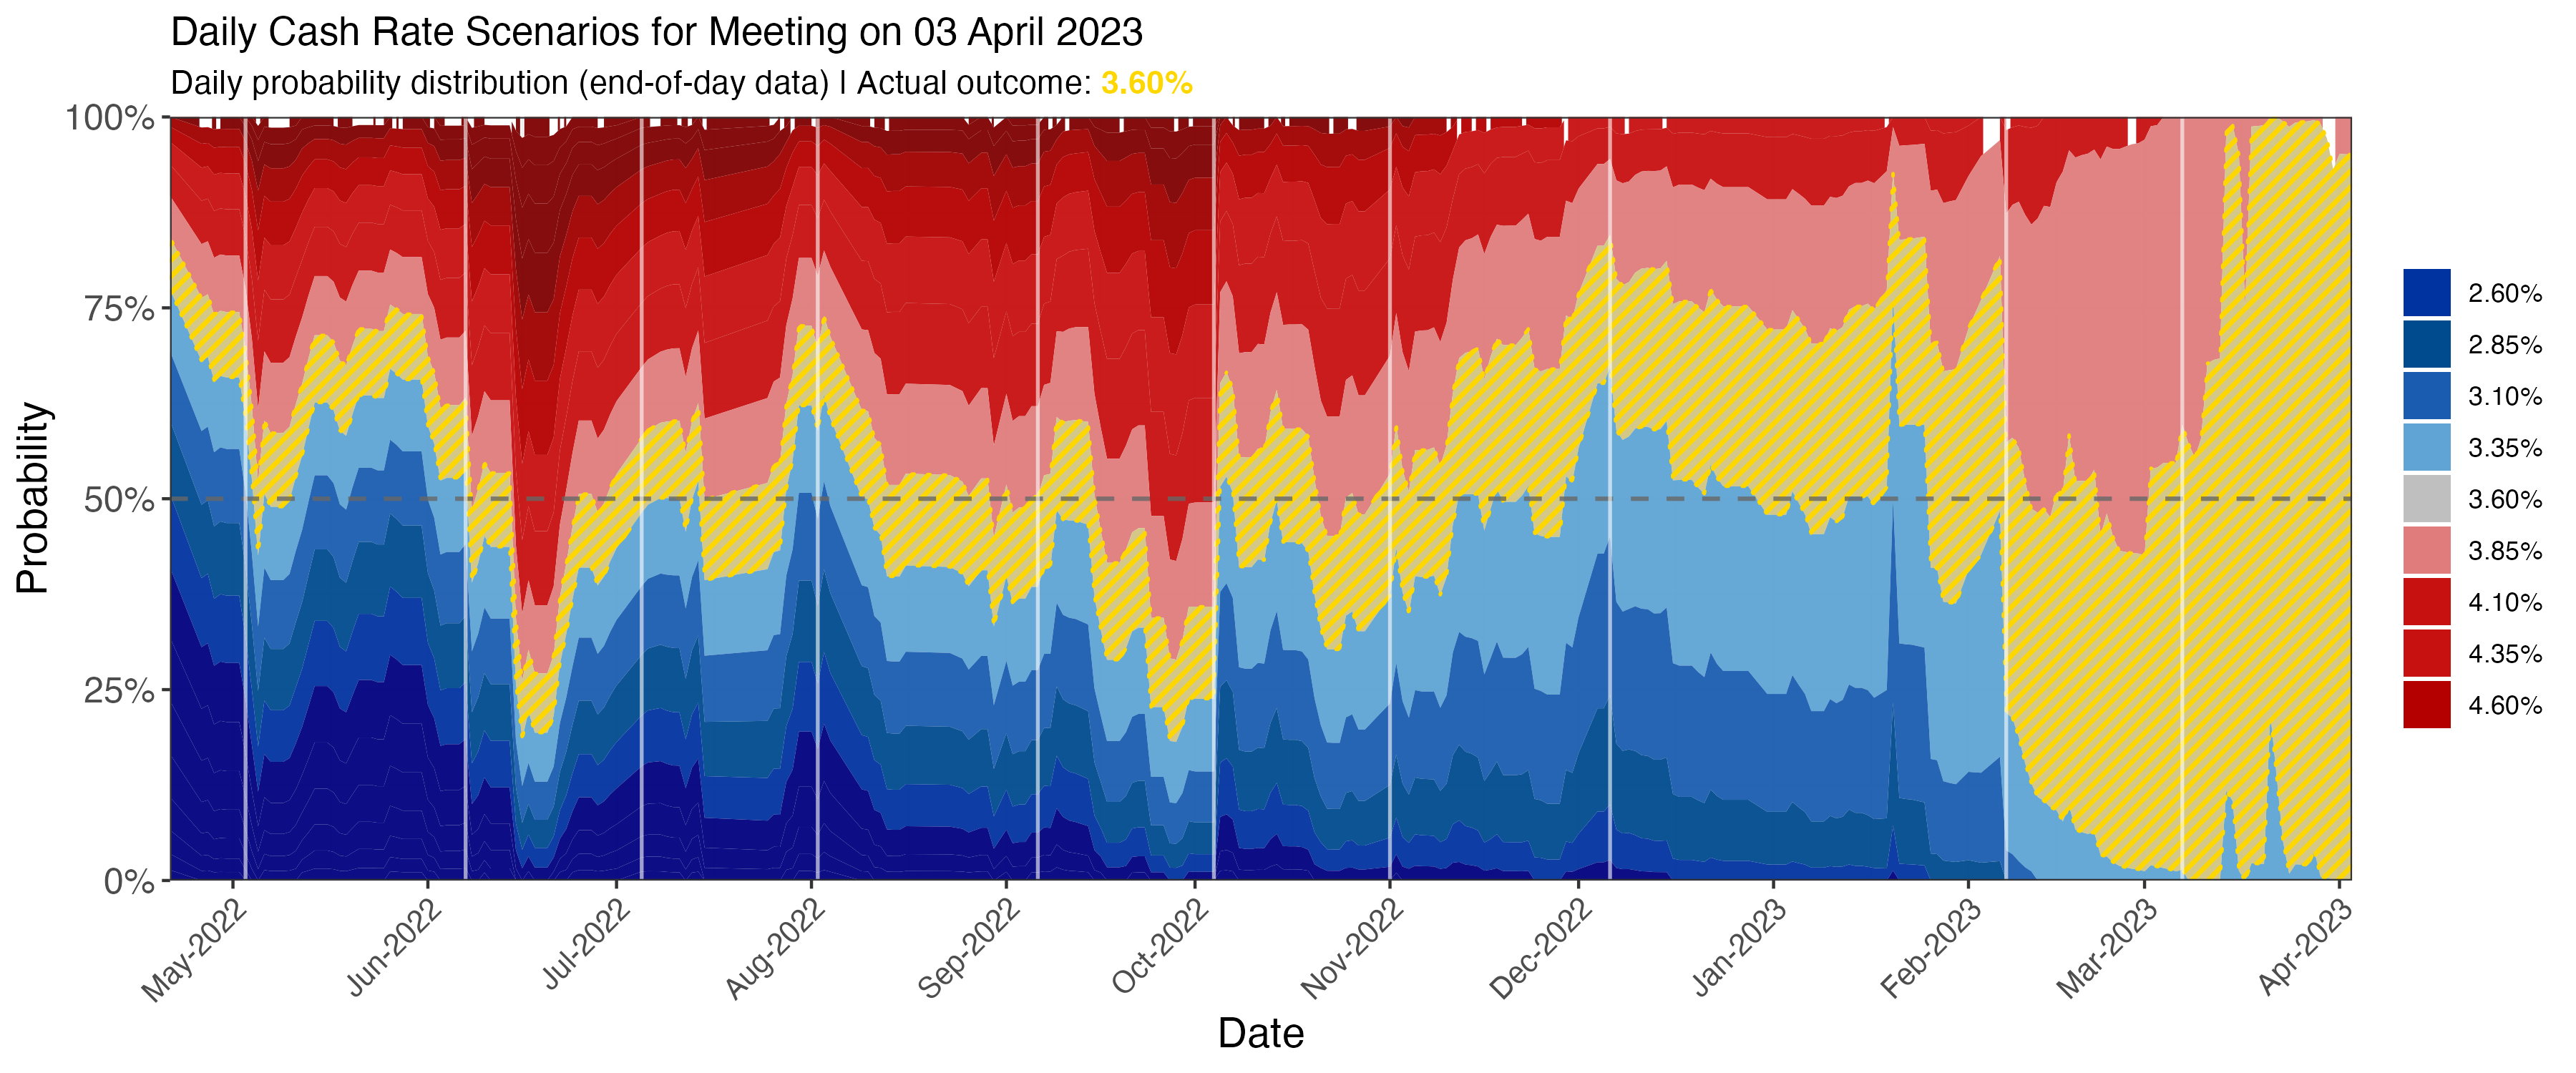 Daily Cash Rate Scenarios for Meeting on 03 April 2023
Daily probability distribution (end-of-day data) | Actual outcome: 3.60%
Probability
100%
75%
50%
25%
0%
May-2022
Jun-2022
Jul-2022
Aug-2022
Sep-2022
Oct-2022
Nov-2022
Dec-2022
Jan-2023
Feb-2023
Mar-2023
Apr-2023
Date
2.60%
2.85%
3.10%
3.35%
3.60%
3.85%
4.10%
4.35%
4.60%